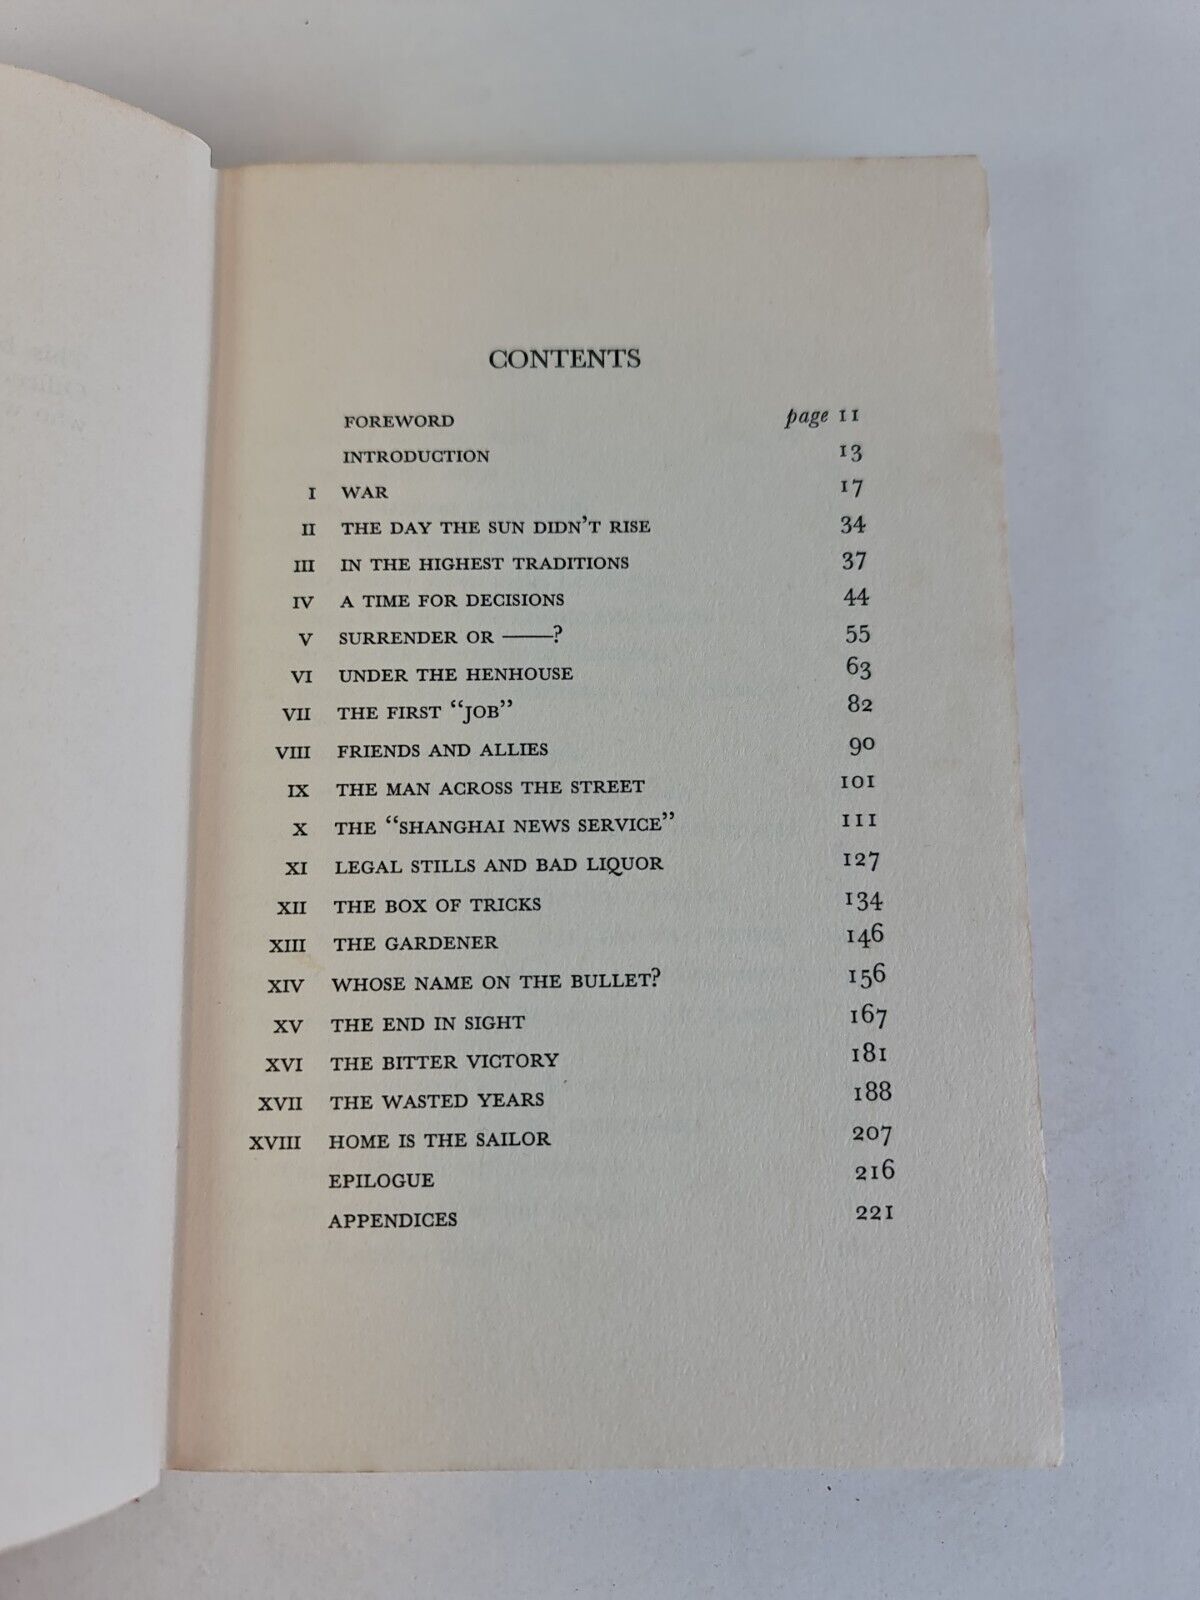 CONTENTS
FOREWORD page 11
INTRODUCTION 13
I WAR 17
II THE DAY THE SUN DIDN'T RISE 34
III IN THE HIGHEST TRADITIONS 37
IV A TIME FOR DECISIONS 44
V SURRENDER OR ——? 55
VI UNDER THE HENHOUSE 63
VII THE FIRST "JOB" 82
VIII FRIENDS AND ALLIES 90
IX THE MAN ACROSS THE STREET 101
X THE "SHANGHAI NEWS SERVICE" 111
XI LEGAL STILLS AND BAD LIQUOR 127
XII THE BOX OF TRICKS 134
XIII THE GARDENER 146
XIV WHOSE NAME ON THE BULLET? 156
XV THE END IN SIGHT 167
XVI THE BITTER VICTORY 181
XVII THE WASTED YEARS 188
XVIII HOME IS THE SAILOR 207
EPILOGUE 216
APPENDICES 221